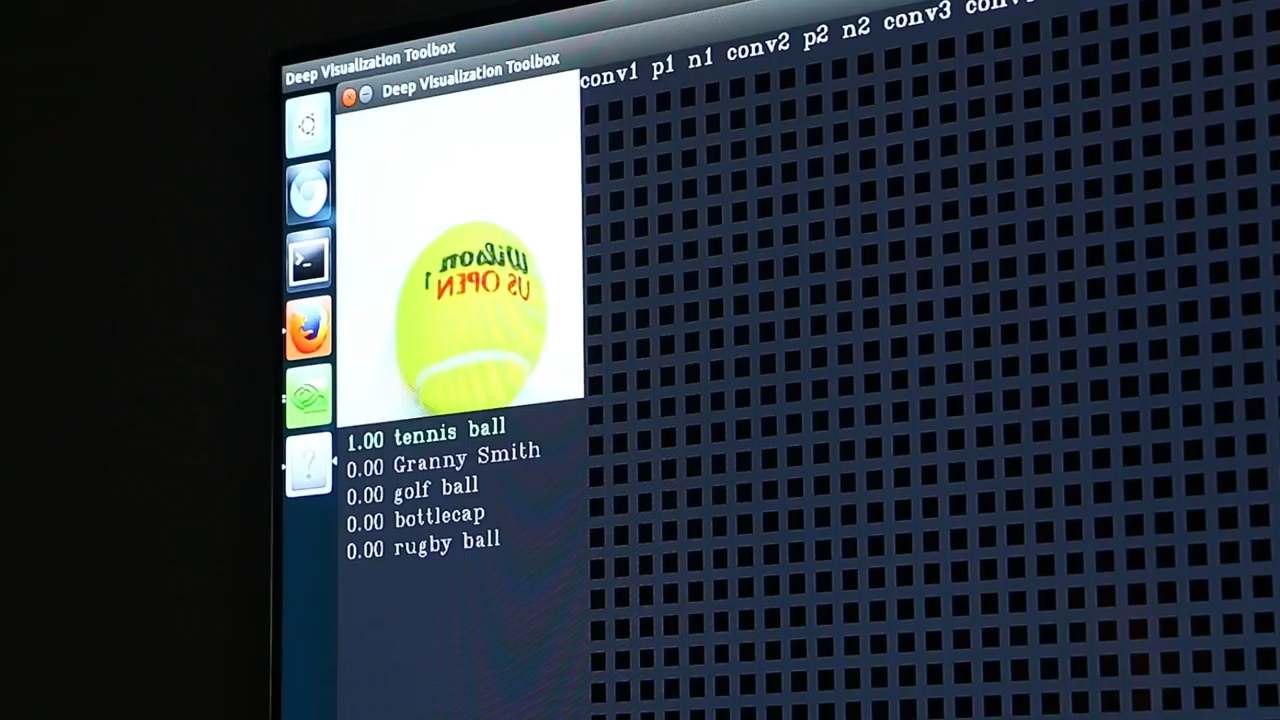 Deep Visualization Toolbox
Deep Visualization Toolbox
conv1 p1 n1 conv2 p2 n2 conv3
Wilson 1
US OPEN
1.00 tennis ball
0.00 Granny Smith
0.00 golf ball
0.00 bottlecap
0.00 rugby ball
?